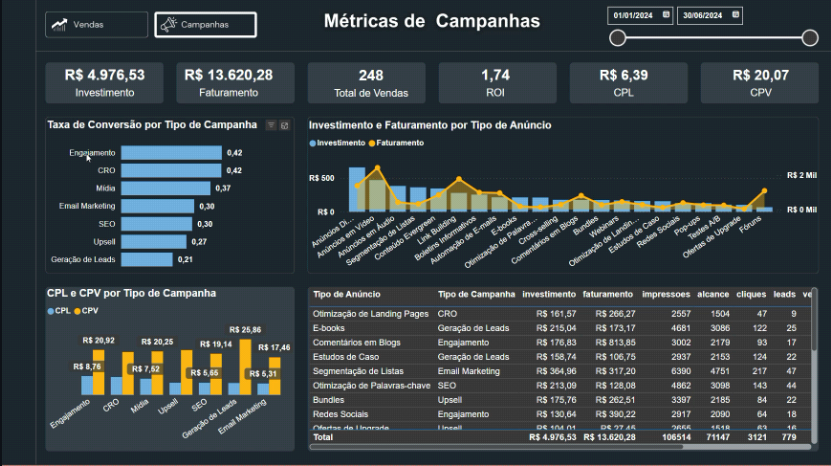 Vendas
Campanhas
Métricas de Campanhas
01/01/2024
30/06/2024
R$ 4.976,53
Investimento
R$ 13.620,28
Faturamento
248
Total de Vendas
1,74
ROI
R$ 6,39
CPL
R$ 20,07
CPV
Taxa de Conversão por Tipo de Campanha
Engajamento 0,42
CRO 0,42
Mídia 0,37
Email Marketing 0,30
SEO 0,30
Upsell 0,27
Geração de Leads 0,21
Investimento e Faturamento por Tipo de Anúncio
Investimento Faturamento
R$ 500
R$ 0
R$ 2 Mil
R$ 0 Mil
Anúncios Di...
Anúncios em Vídeo
Anúncios em Áudio
Segmentação de Listas
Conteúdo Evergreen
Link Building
Boletins Informativos
Automação de E-mails
E-books
Otimização de Palavra...
Cross-selling
Comentários em Blogs
Bundles
Webinars
Otimização de Landin...
Estudos de Caso
Redes Sociais
Pop-ups
Testes A/B
Ofertas de Upgrade
Fóruns
CPL e CPV por Tipo de Campanha
CPL CPV
R$ 20,92
R$ 8,76
R$ 20,25
R$ 7,52
R$ 19,14
R$ 5,65
R$ 25,86
R$ 17,46
R$ 5,31
Engajamento
CRO
Mídia
Upsell
SEO
Geração de Leads
Email Marketing
Tipo de Anúncio Tipo de Campanha investimento faturamento impressoes alcance cliques leads ve
Otimização de Landing Pages CRO R$ 161,57 R$ 266,27 2557 1504 47 9
E-books Geração de Leads R$ 215,04 R$ 173,17 4681 3086 122 25
Comentários em Blogs Engajamento R$ 176,83 R$ 813,85 3002 2179 93 17
Estudos de Caso Geração de Leads R$ 158,74 R$ 106,75 2937 2153 124 22
Segmentação de Listas Email Marketing R$ 364,96 R$ 317,20 6390 4751 217 47
Otimização de Palavras-chave SEO R$ 213,09 R$ 128,08 4862 3098 143 44
Bundles Upsell R$ 175,76 R$ 262,51 3397 2185 84 22
Redes Sociais Engajamento R$ 130,64 R$ 390,22 2917 2090 64 18
Ofertas de Upgrade Upsell R$ 104,01 R$ 27,45 2655 1518 63 16
Total R$ 4.976,53 R$ 13.620,28 106514 71147 3121 779